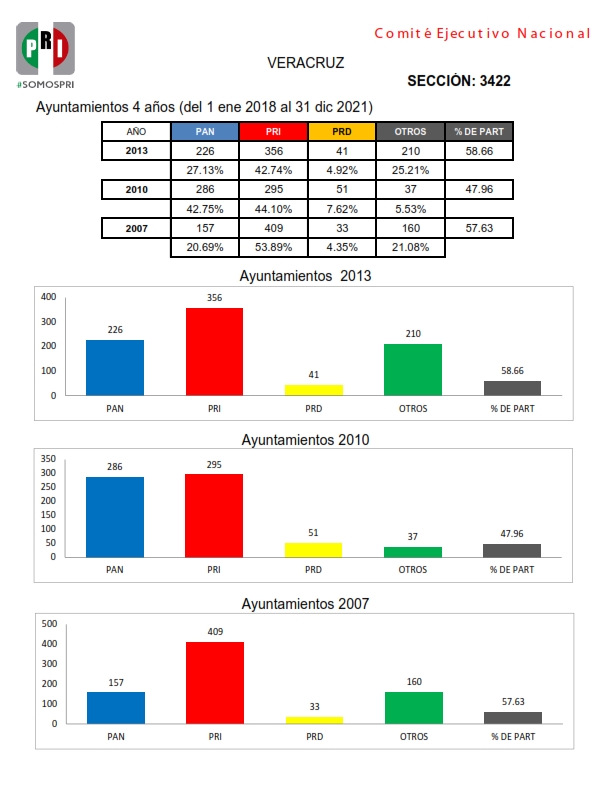 PRI
#SOMOSPRI
Comité Ejecutivo Nacional
VERACRUZ
SECCIÓN: 3422
Ayuntamientos 4 años (del 1 ene 2018 al 31 dic 2021)
AÑO PAN PRI PRD OTROS % DE PART
2013 226 356 41 210 58.66
27.13% 42.74% 4.92% 25.21%
2010 286 295 51 37 47.96
42.75% 44.10% 7.62% 5.53%
2007 157 409 33 160 57.63
20.69% 53.89% 4.35% 21.08%
Ayuntamientos 2013
400
300
200
100
0
226 356 41 210 58.66
PAN PRI PRD OTROS % DE PART
Ayuntamientos 2010
350
300
250
200
150
100
50
0
286 295 51 37 47.96
PAN PRI PRD OTROS % DE PART
Ayuntamientos 2007
500
400
300
200
100
0
157 409 33 160 57.63
PAN PRI PRD OTROS % DE PART